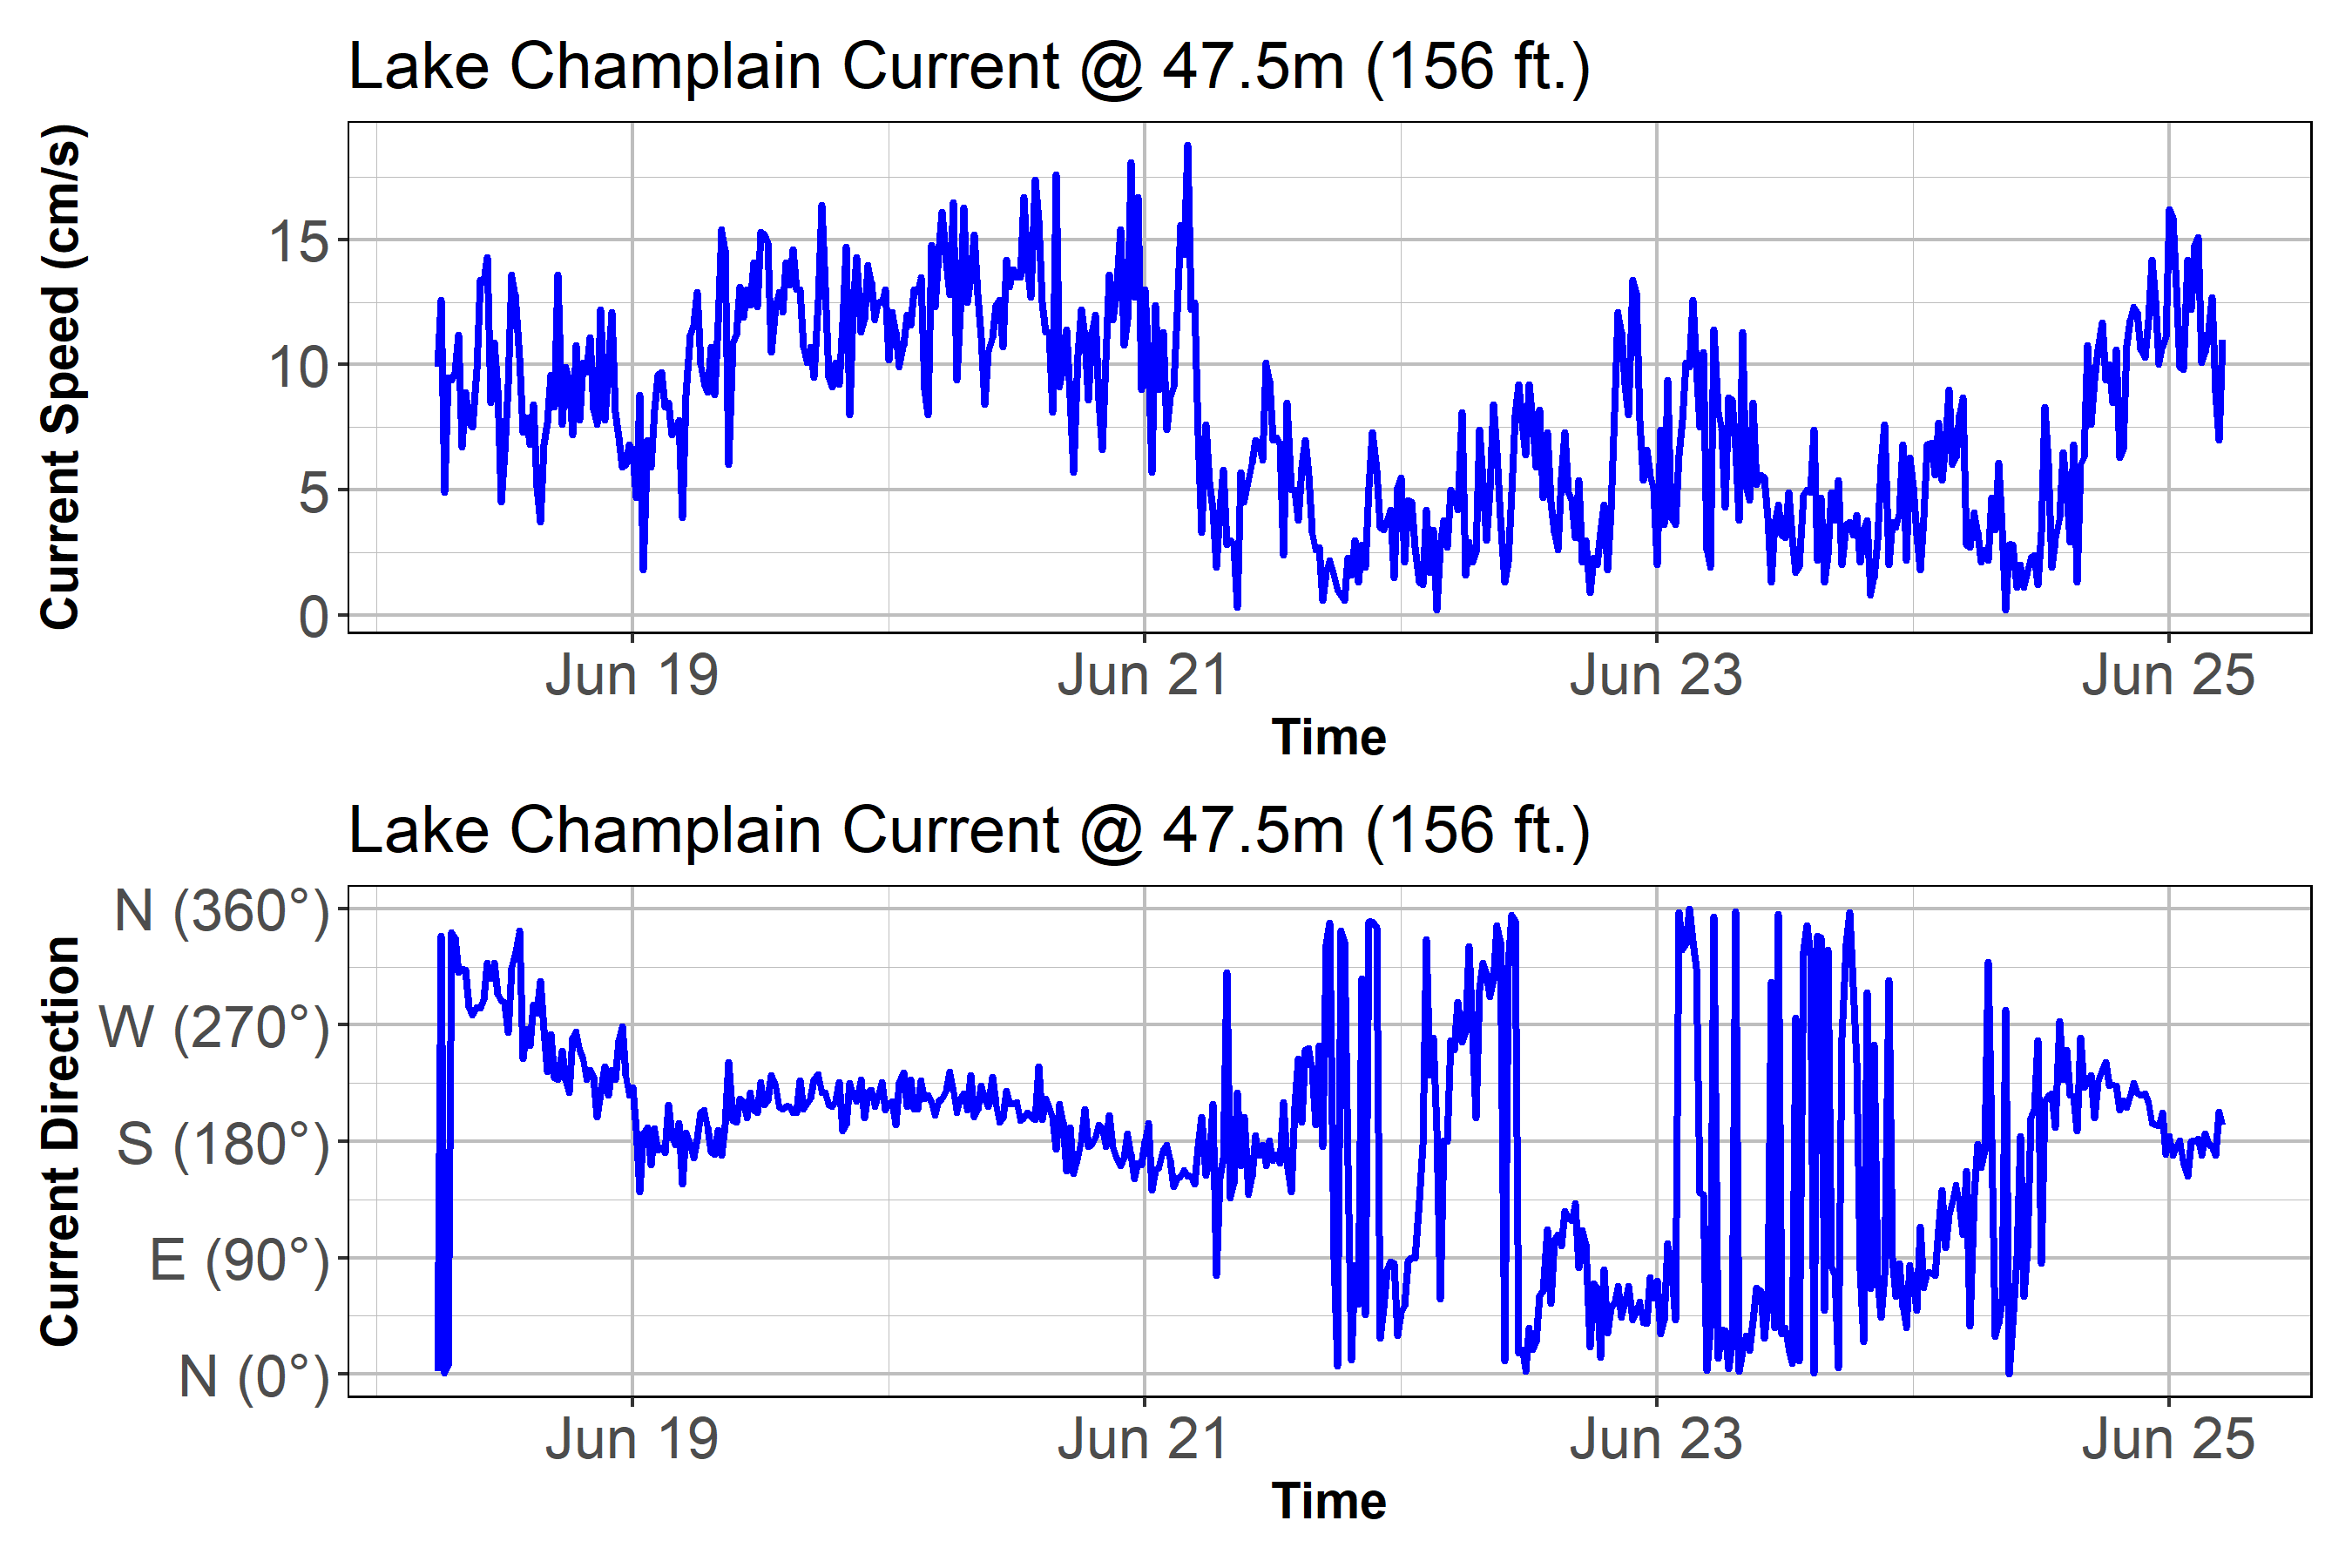 Lake Champlain Current @ 47.5m (156 ft.)
Current Speed (cm/s)
15
10
5
0
Jun 19 Jun 21 Jun 23 Jun 25
Time
Lake Champlain Current @ 47.5m (156 ft.)
Current Direction
N (360°)
W (270°)
S (180°)
E (90°)
N (0°)
Jun 19 Jun 21 Jun 23 Jun 25
Time